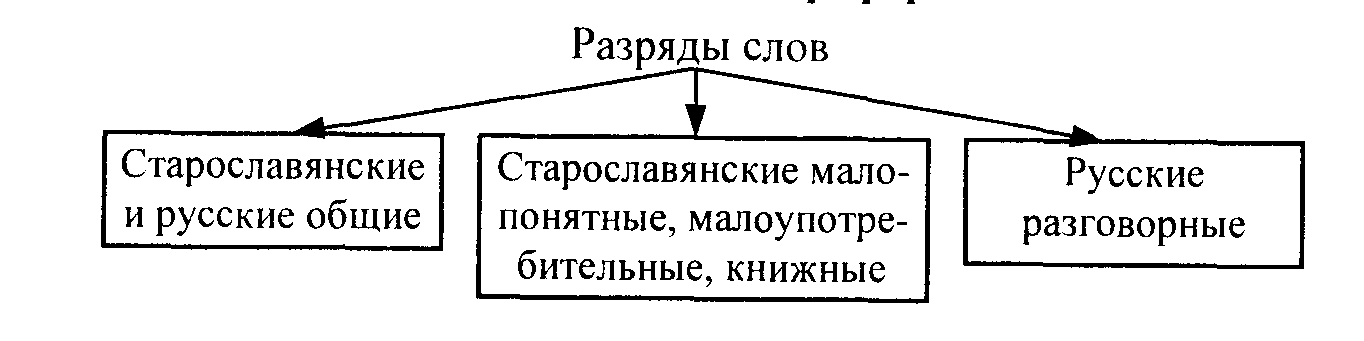 Разряды слов
Старославянские
и русские общие
Старославянские мало-
понятные, малоупотре-
бительные, книжные
Русские
разговорные